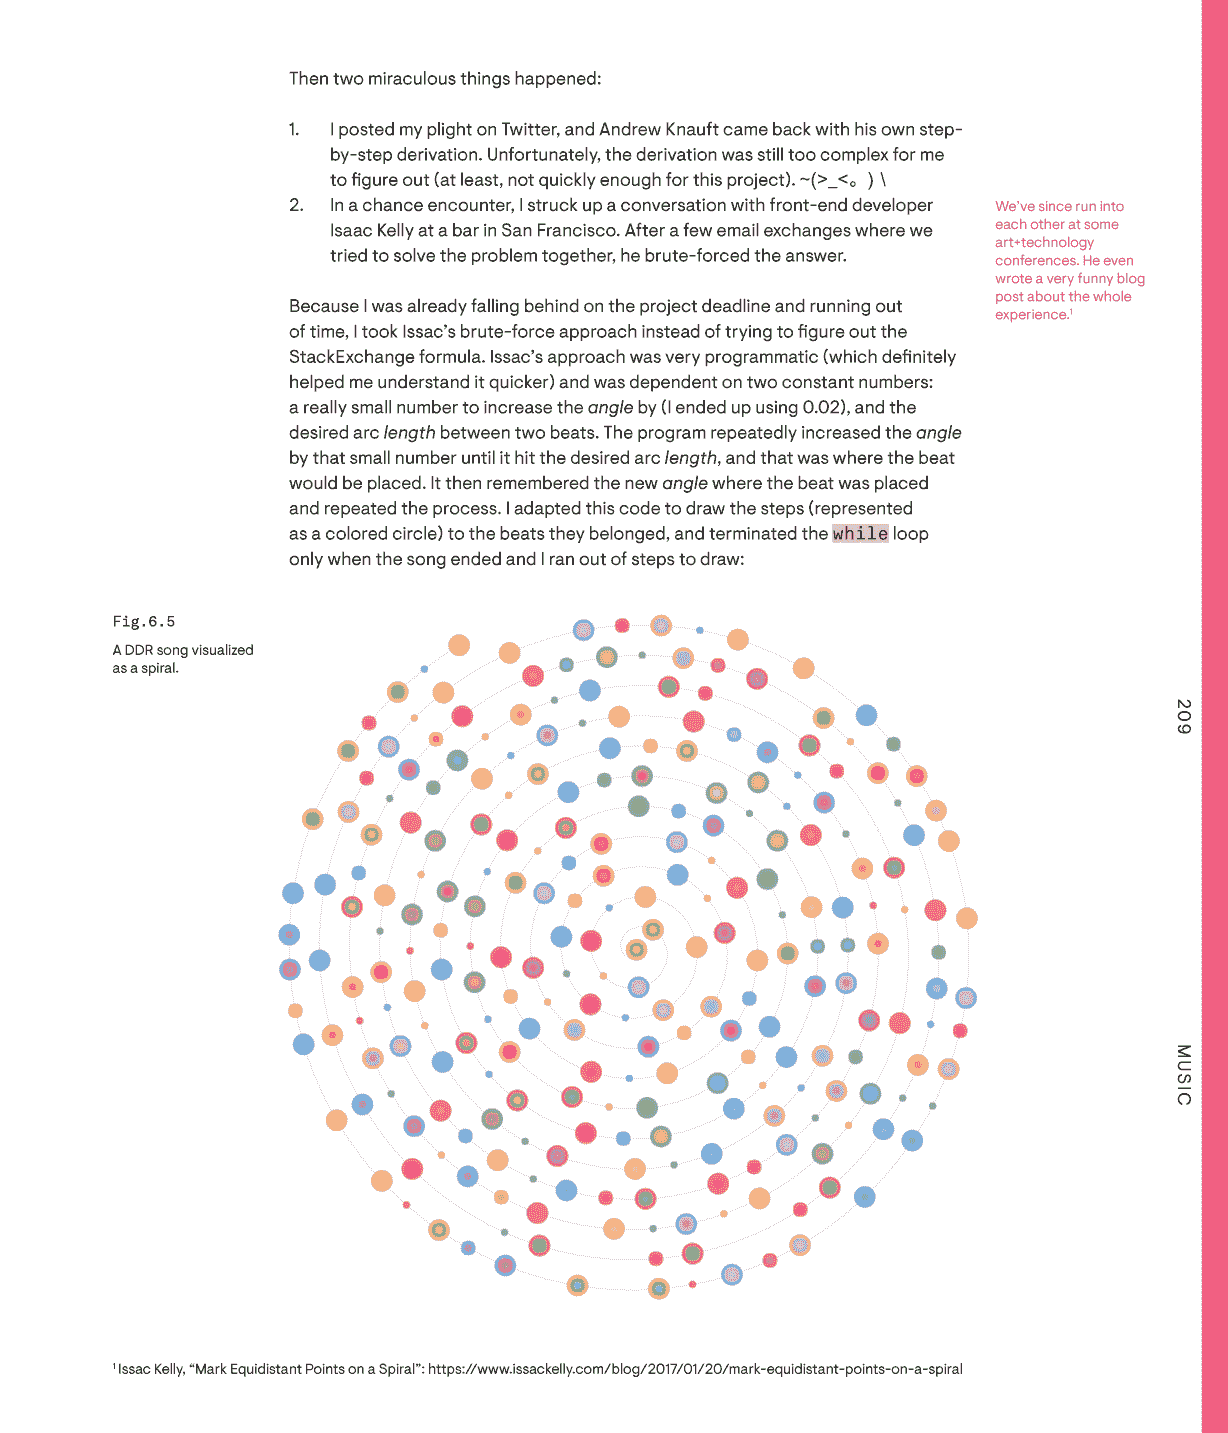 Then two miraculous things happened:
1. I posted my plight on Twitter, and Andrew Knauft came back with his own step-
by-step derivation. Unfortunately, the derivation was still too complex for me
to figure out (at least, not quickly enough for this project). ~(>_<。) \
2. In a chance encounter, I struck up a conversation with front-end developer
Isaac Kelly at a bar in San Francisco. After a few email exchanges where we
tried to solve the problem together, he brute-forced the answer.
We've since run into
each other at some
art+technology
conferences. He even
wrote a very funny blog
post about the whole
experience.¹
Because I was already falling behind on the project deadline and running out
of time, I took Issac's brute-force approach instead of trying to figure out the
StackExchange formula. Issac's approach was very programmatic (which definitely
helped me understand it quicker) and was dependent on two constant numbers:
a really small number to increase the angle by (I ended up using 0.02), and the
desired arc length between two beats. The program repeatedly increased the angle
by that small number until it hit the desired arc length, and that was where the beat
would be placed. It then remembered the new angle where the beat was placed
and repeated the process. I adapted this code to draw the steps (represented
as a colored circle) to the beats they belonged, and terminated the while loop
only when the song ended and I ran out of steps to draw:
Fig.6.5
A DDR song visualized
as a spiral.
209
MUSIC
¹ Issac Kelly, “Mark Equidistant Points on a Spiral”: https://www.issackelly.com/blog/2017/01/20/mark-equidistant-points-on-a-spiral